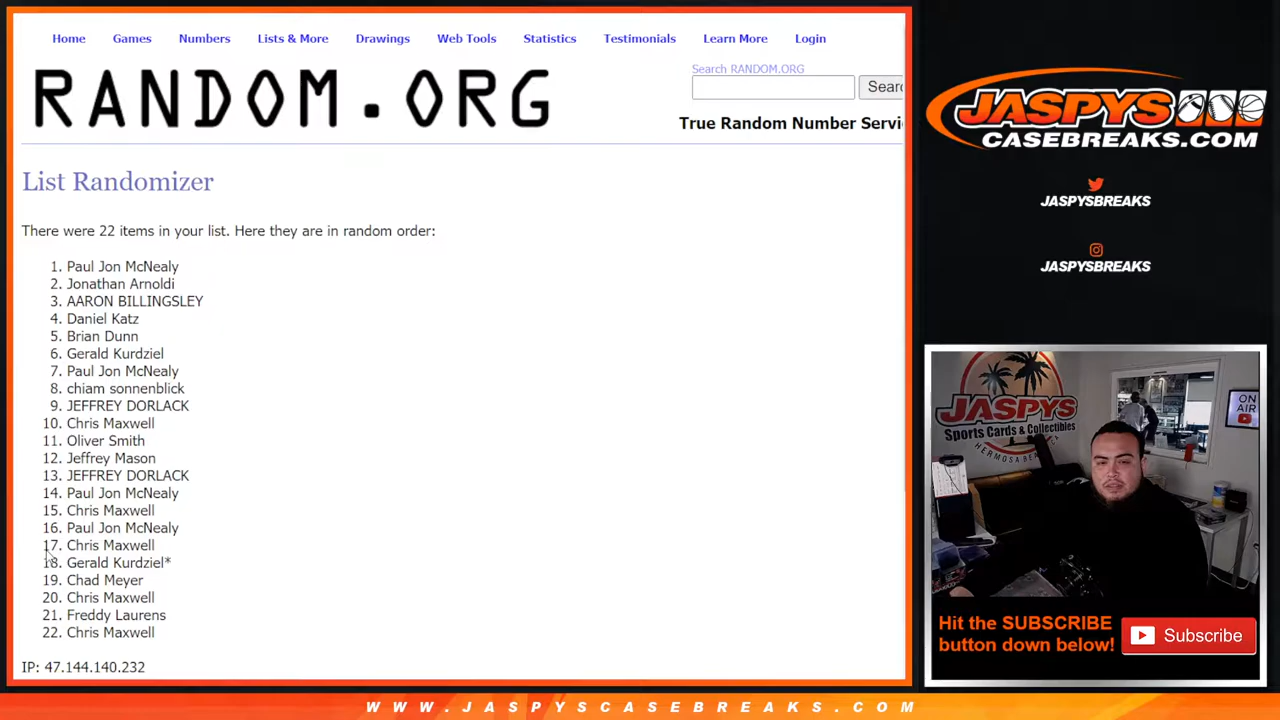 Home Games Numbers Lists & More Drawings Web Tools Statistics Testimonials Learn More Login
RANDOM.ORG
Search RANDOM.ORG
Searc
True Random Number Servi
List Randomizer
There were 22 items in your list. Here they are in random order:
1. Paul Jon McNealy
2. Jonathan Arnoldi
3. AARON BILLINGSLEY
4. Daniel Katz
5. Brian Dunn
6. Gerald Kurdziel
7. Paul Jon McNealy
8. chiam sonnenblick
9. JEFFREY DORLACK
10. Chris Maxwell
11. Oliver Smith
12. Jeffrey Mason
13. JEFFREY DORLACK
14. Paul Jon McNealy
15. Chris Maxwell
16. Paul Jon McNealy
17. Chris Maxwell
18. Gerald Kurdziel*
19. Chad Meyer
20. Chris Maxwell
21. Freddy Laurens
22. Chris Maxwell
IP: 47.144.140.232
JASPYS
CASEBREAKS.COM
JASPYSBREAKS
JASPYSBREAKS
JASPYS
Sports Cards & Collectibles
HERMOSA BEACH
ON
AIR
Hit the SUBSCRIBE
button down below!
Subscribe
WWW.JASPYSCASEBREAKS.COM